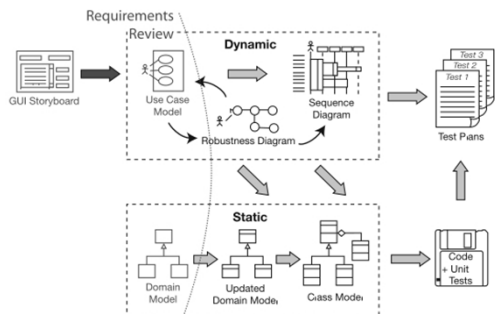 Requirements
Review
Dynamic
GUI Storyboard
Use Case
Model
Robustness Diagram
Sequence
Diagram
Test 3
Test 2
Test 1
Test Plans
Static
Domain
Model
Updated
Domain Model
Class Model
Code
+ Unit
Tests